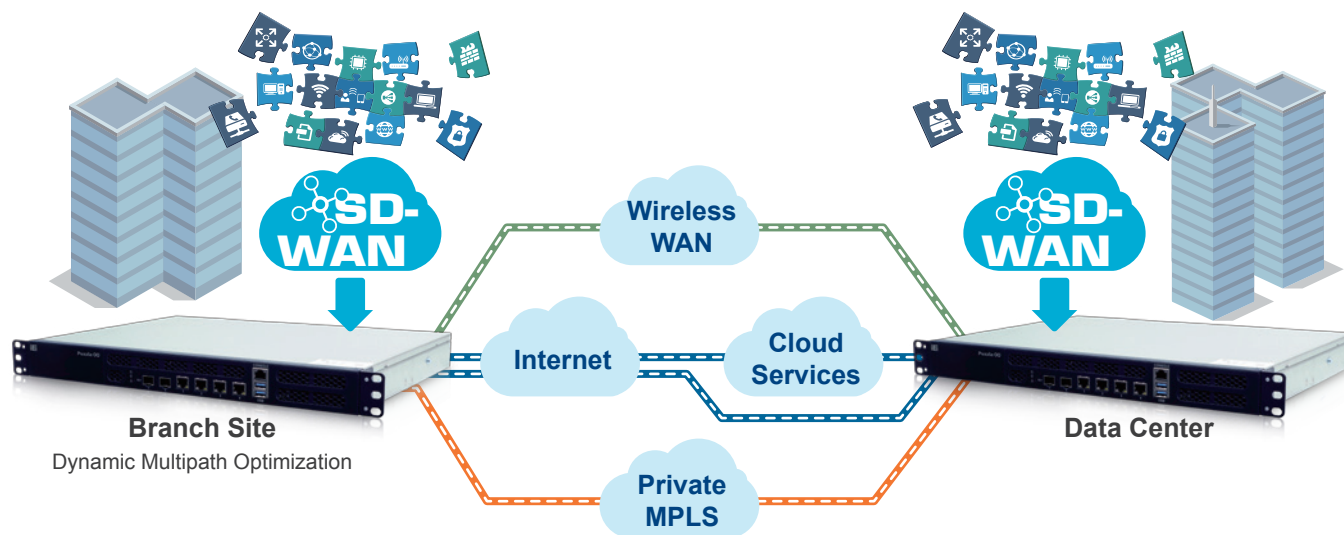 SD-
WAN
SD-
WAN
Wireless
WAN
Internet
Cloud
Services
Branch Site
Dynamic Multipath Optimization
Data Center
Private
MPLS